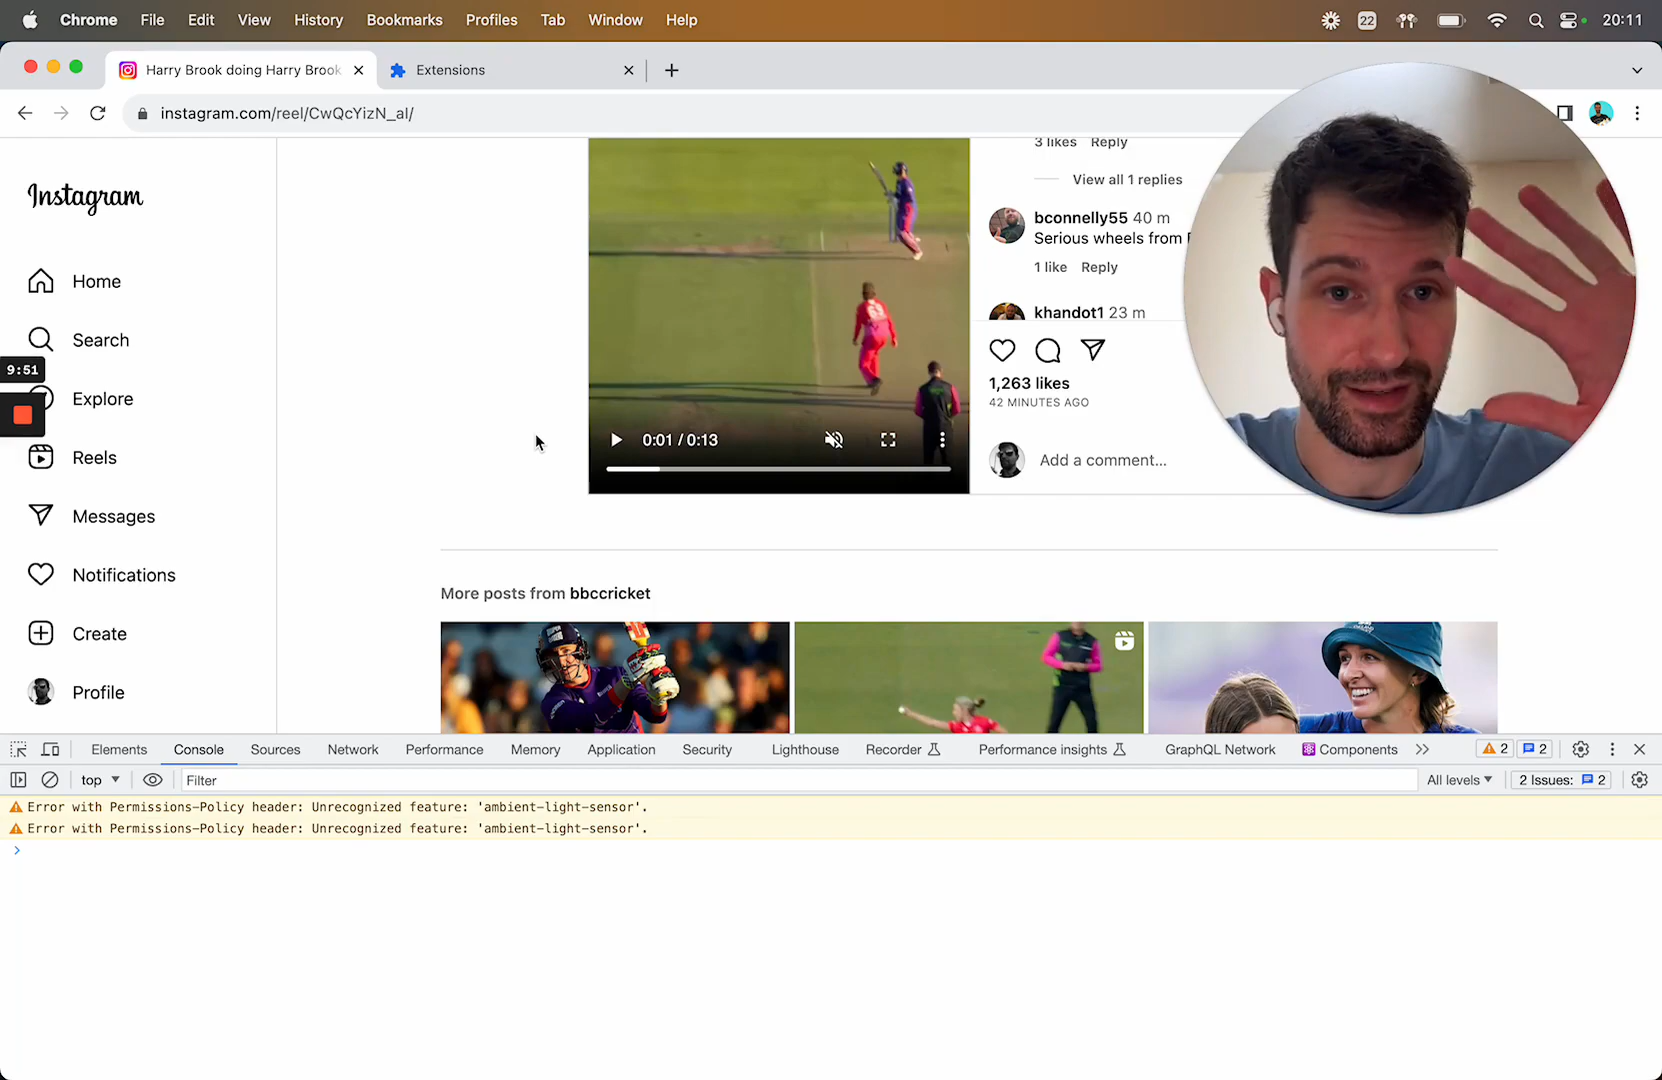 Chrome File Edit View History Bookmarks Profiles Tab Window Help 22 20:11
Harry Brook doing Harry Brook Extensions
instagram.com/reel/CwQcYizN_al/
Instagram
Home
Search
9:51
Explore
Reels
Messages
Notifications
Create
Profile
0:01 / 0:13
3 likes Reply
View all 1 replies
bconnelly55 40 m
Serious wheels from
1 like Reply
khandot1 23 m
1,263 likes
42 MINUTES AGO
Add a comment...
More posts from bbccricket
Elements Console Sources Network Performance Memory Application Security Lighthouse Recorder Performance insights GraphQL Network Components 2 2
top Filter All levels 2 Issues: 2
Error with Permissions-Policy header: Unrecognized feature: 'ambient-light-sensor'.
Error with Permissions-Policy header: Unrecognized feature: 'ambient-light-sensor'.